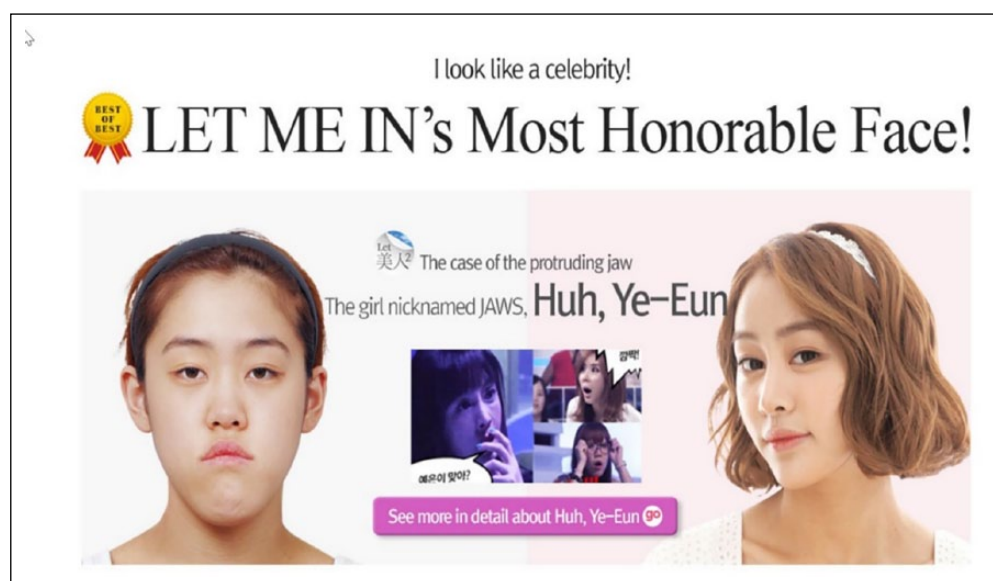 I look like a celebrity!
BEST
OF
BEST
LET ME IN's Most Honorable Face!
Let
美人2
The case of the protruding jaw
The girl nicknamed JAWS, Huh, Ye-Eun
깜짝!
예은이 맞아?
See more in detail about Huh, Ye-Eun go